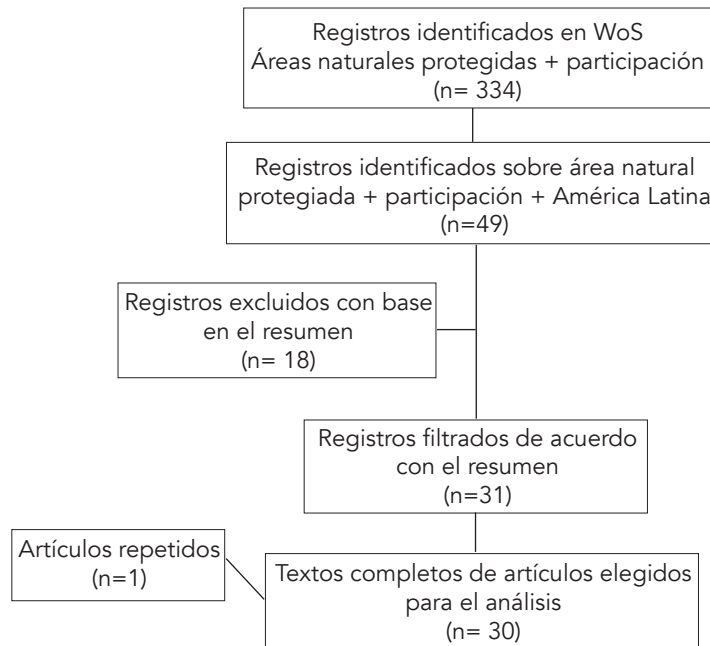 Registros identificados en WoS
Áreas naturales protegidas + participación
(n= 334)
Registros identificados sobre área natural
protegiada + participación + América Latina
(n=49)
Registros excluidos con base
en el resumen
(n= 18)
Registros filtrados de acuerdo
con el resumen
(n=31)
Artículos repetidos
(n=1)
Textos completos de artículos elegidos
para el análisis
(n= 30)